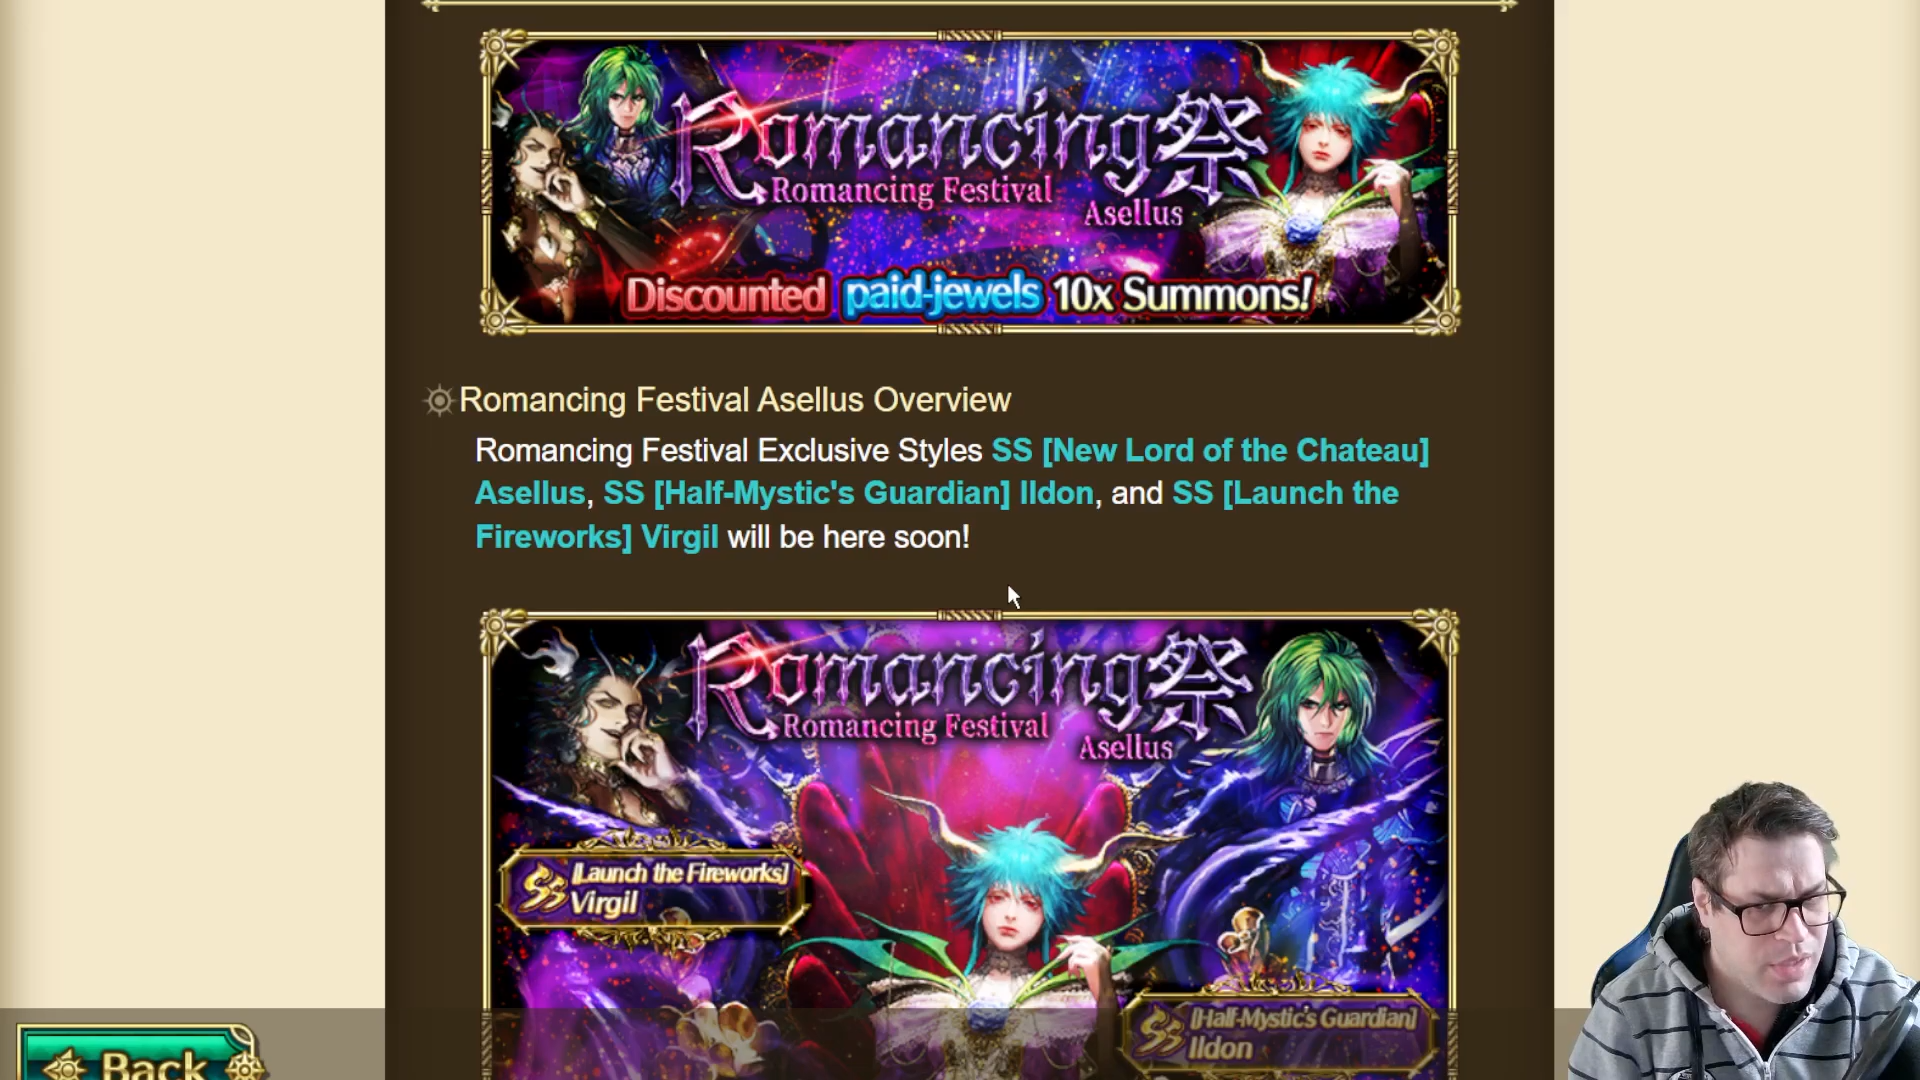 Romancing祭
Romancing Festival
Asellus
Discounted paid-jewels 10x Summons!
Romancing Festival Asellus Overview
Romancing Festival Exclusive Styles SS [New Lord of the Chateau]
Asellus, SS [Half-Mystic's Guardian] Ildon, and SS [Launch the
Fireworks] Virgil will be here soon!
Romancing祭
Romancing Festival
Asellus
SS [Launch the Fireworks]
Virgil
SS [Half-Mystic's Guardian]
Ildon
Back